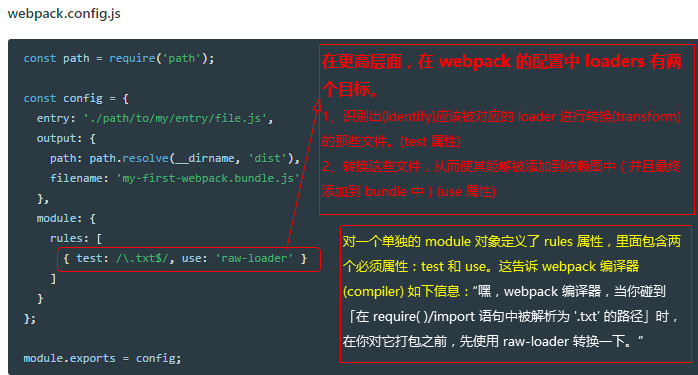 webpack.config.js
const path = require('path');
const config = {
entry: './path/to/my/entry/file.js',
output: {
path: path.resolve(__dirname, 'dist'),
filename: 'my-first-webpack.bundle.js'
},
module: {
rules: [
{ test: /\.txt$/, use: 'raw-loader' }
]
}
};
module.exports = config;
在更高层面，在 webpack 的配置中 loaders 有两
个目标。
1、识别出(identify)应该被对应的 loader 进行转换(transform)
的那些文件。(test 属性)
2、转换这些文件，从而使其能够被添加到依赖图中（并且最终
添加到 bundle 中）(use 属性)
对一个单独的 module 对象定义了 rules 属性，里面包含两
个必须属性：test 和 use。这告诉 webpack 编译器
(compiler) 如下信息：“嘿，webpack 编译器，当你碰到
「在 require( )/import 语句中被解析为 '.txt' 的路径」时，
在你对它打包之前，先使用 raw-loader 转换一下。”